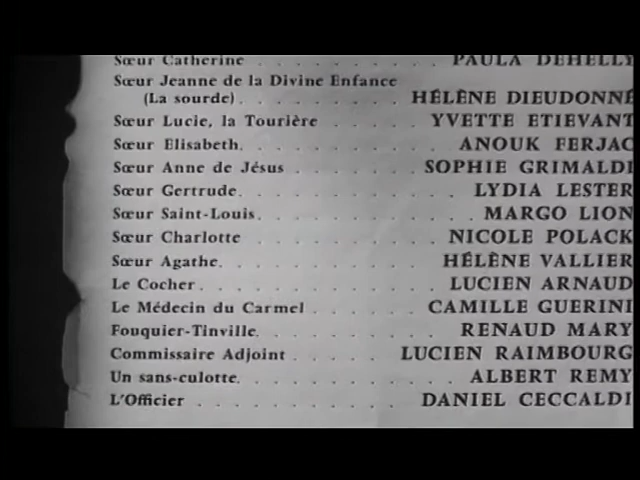 Sœur Catherine . . . . . . . . . PAULA DEHELLY
Sœur Jeanne de la Divine Enfance
(La sourde) . . . . . . . . HÉLÈNE DIEUDONNÉ
Sœur Lucie, la Tourière . . . . . YVETTE ETIEVANT
Sœur Elisabeth. . . . . . . . . ANOUK FERJAC
Sœur Anne de Jésus . . . . . . SOPHIE GRIMALDI
Sœur Gertrude. . . . . . . . . . LYDIA LESTER
Sœur Saint-Louis. . . . . . . . . MARGO LION
Sœur Charlotte . . . . . . . . NICOLE POLACK
Sœur Agathe. . . . . . . . . . HÉLÈNE VALLIER
Le Cocher . . . . . . . . . . . LUCIEN ARNAUD
Le Médecin du Carmel . . . . . CAMILLE GUERINI
Fouquier-Tinville. . . . . . . . . RENAUD MARY
Commissaire Adjoint . . . . . LUCIEN RAIMBOURG
Un sans-culotte. . . . . . . . . . ALBERT REMY
L'Officier . . . . . . . . . . DANIEL CECCALDI